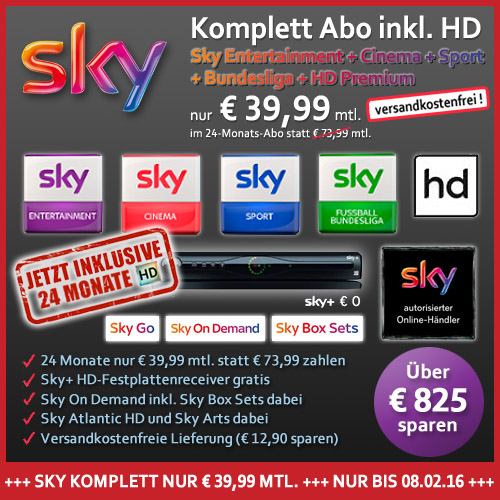 sky
Komplett Abo inkl. HD
Sky Entertainment + Cinema + Sport
+ Bundesliga + HD Premium
nur € 39,99 mtl.
versandkostenfrei !
im 24-Monats-Abo statt € 73,99 mtl.
sky
ENTERTAINMENT
sky
CINEMA
sky
SPORT
sky
FUSSBALL
BUNDESLIGA
hd
JETZT INKLUSIVE
24 MONATE HD
sky
sky+ € 0
sky
autorisierter
Online-Händler
Sky Go
Sky On Demand
Sky Box Sets
✓ 24 Monate nur € 39,99 mtl. statt € 73,99 zahlen
✓ Sky+ HD-Festplattenreceiver gratis
✓ Sky On Demand inkl. Sky Box Sets dabei
✓ Sky Atlantic HD und Sky Arts dabei
✓ Versandkostenfreie Lieferung (€ 12,90 sparen)
Über
€ 825
sparen
+++ SKY KOMPLETT NUR € 39,99 MTL. +++ NUR BIS 08.02.16 +++